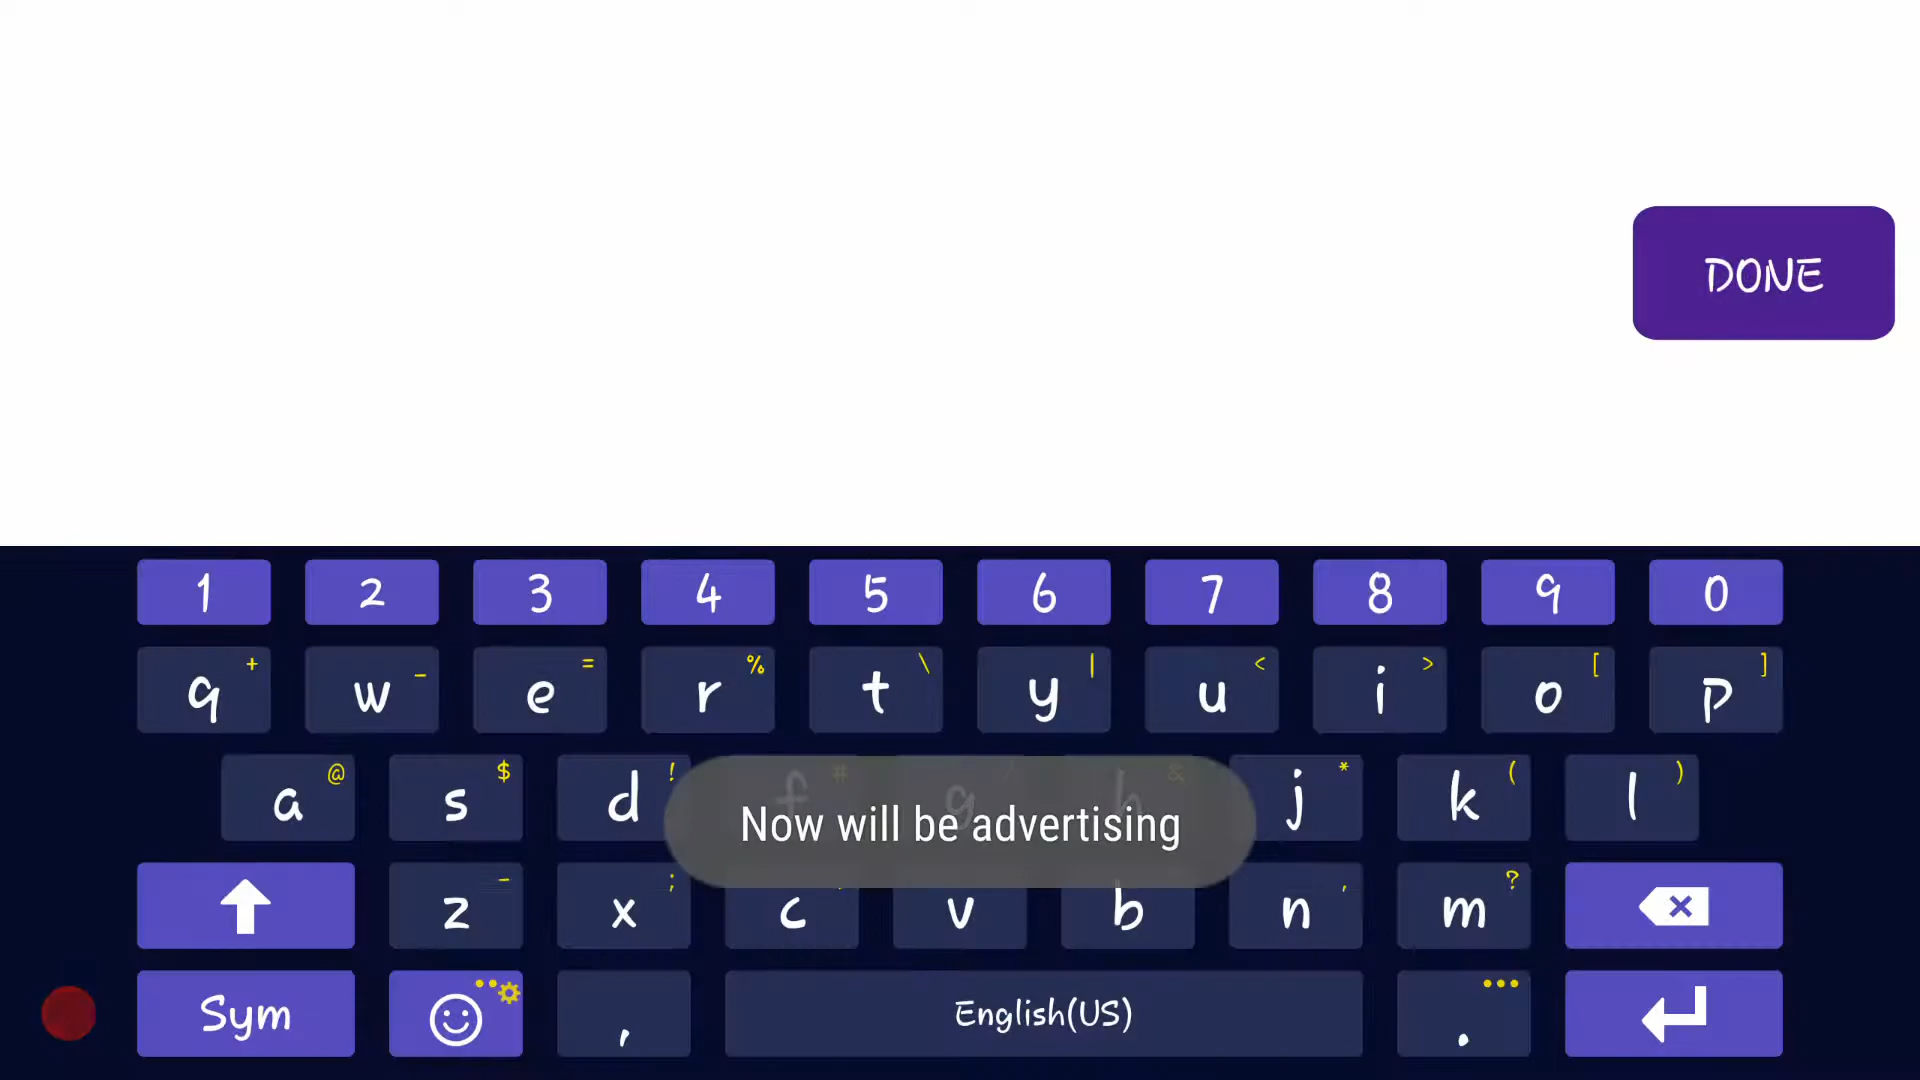 DONE
1 2 3 4 5 6 7 8 9 0
+ - = % \ | < > [ ]
q w e r t y u i o p
@ $ ! # & * ( )
a s d f g h j k l
Now will be advertising
- ; , ?
z x c v b n m
Sym , English(US) .